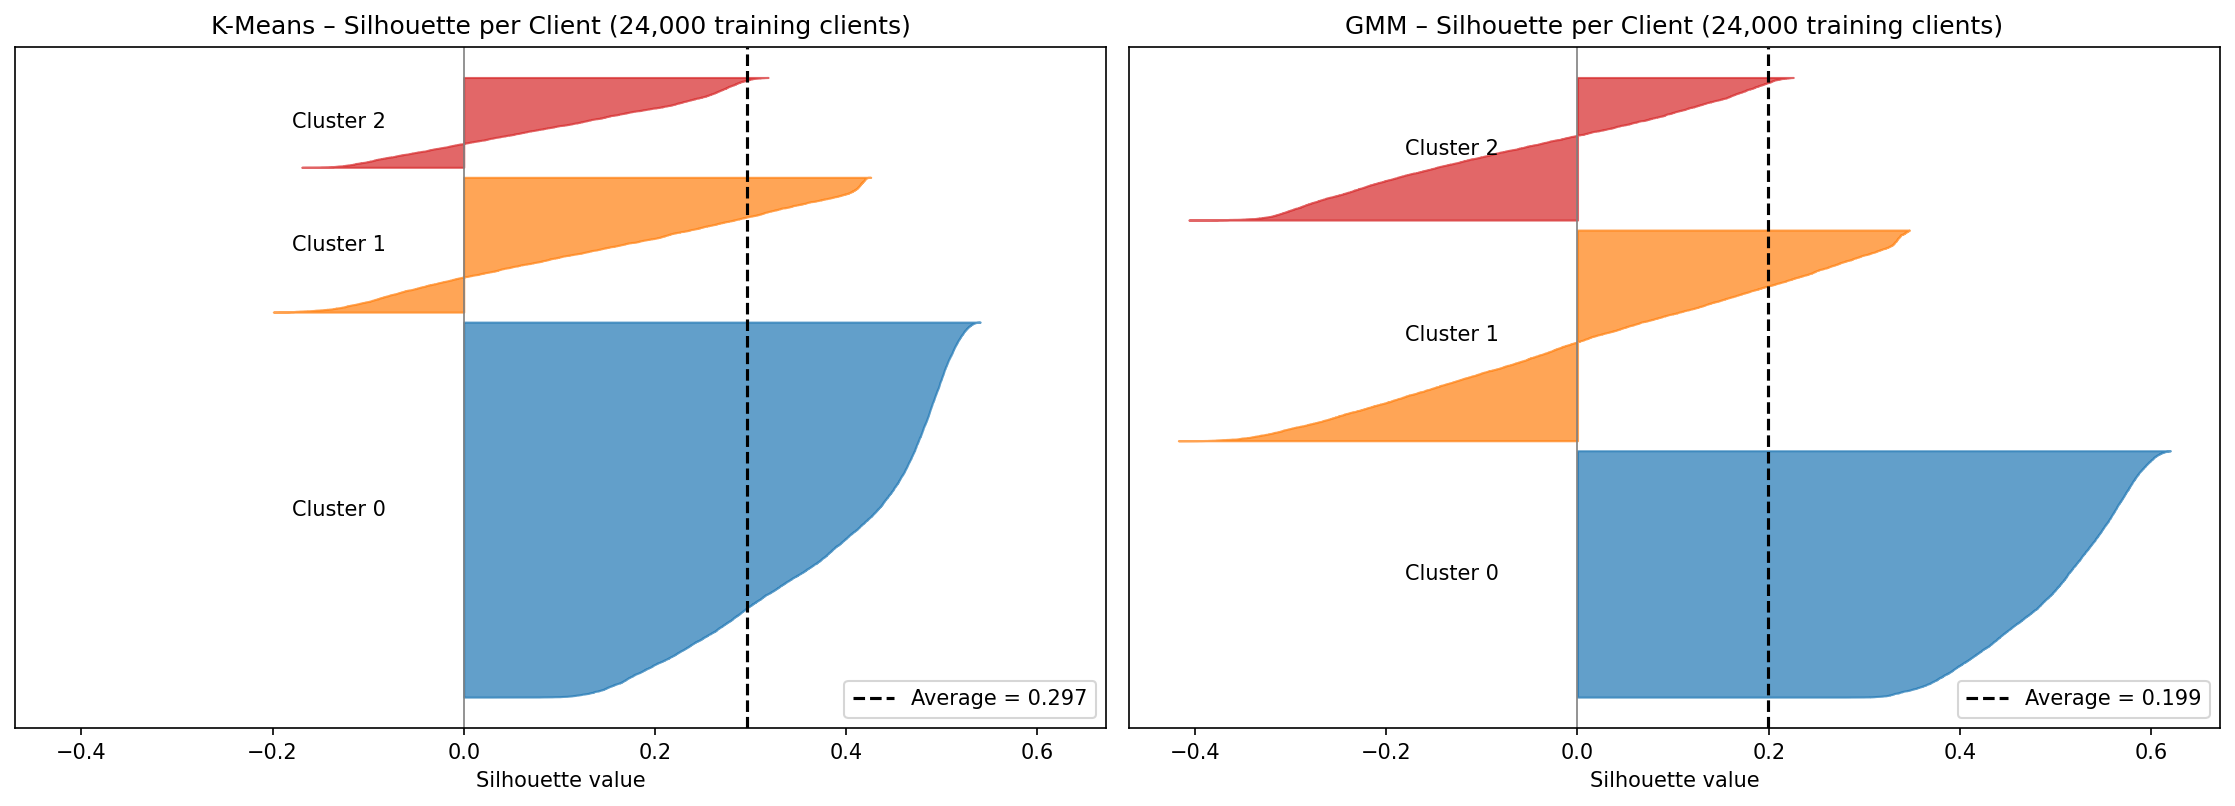 K-Means – Silhouette per Client (24,000 training clients)
Cluster 2
Cluster 1
Cluster 0
Average = 0.297
−0.4 −0.2 0.0 0.2 0.4 0.6
Silhouette value
GMM – Silhouette per Client (24,000 training clients)
Cluster 2
Cluster 1
Cluster 0
Average = 0.199
−0.4 −0.2 0.0 0.2 0.4 0.6
Silhouette value